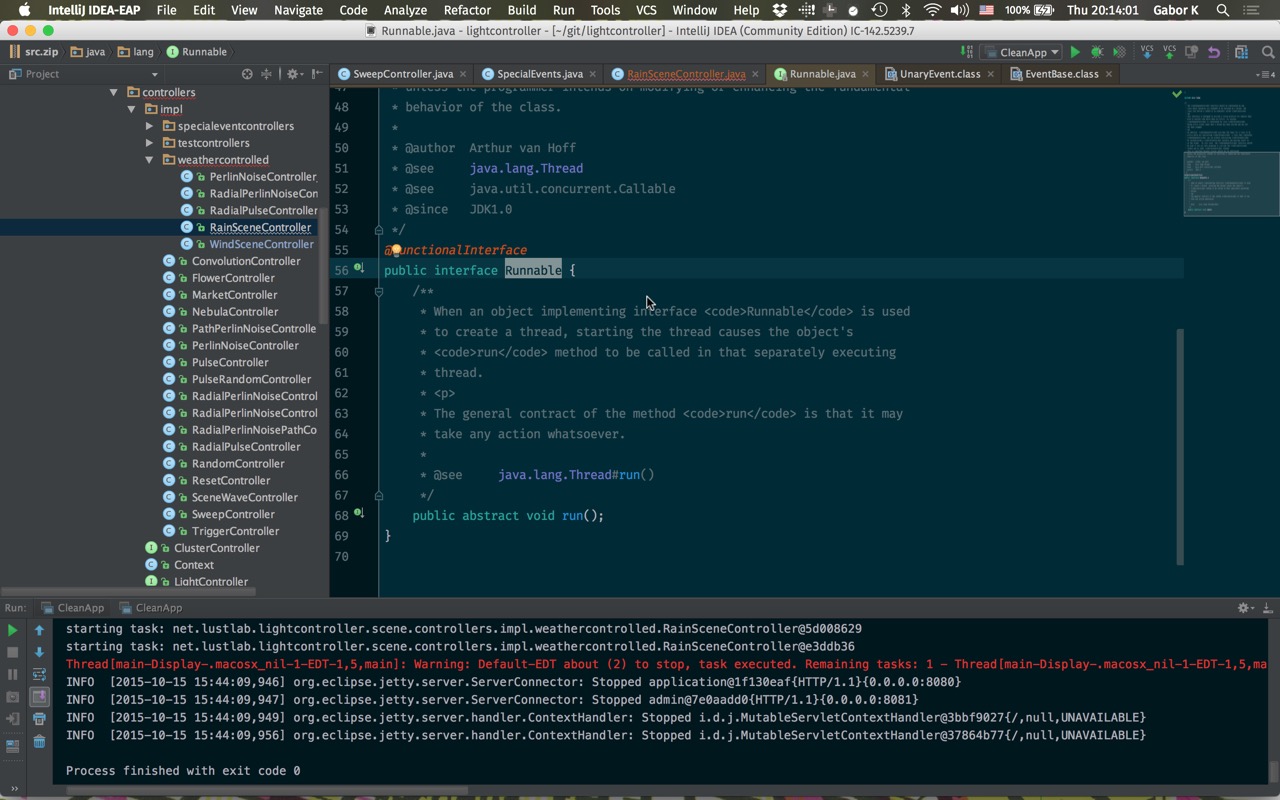 IntelliJ IDEA-EAP File Edit View Navigate Code Analyze Refactor Build Run Tools VCS Window Help 100% Thu 20:14:01 Gabor K
Runnable.java - lightcontroller - [~/git/lightcontroller] - IntelliJ IDEA (Community Edition) IC-142.5239.7
src.zip java lang Runnable CleanApp VCS VCS
Project SweepController.java SpecialEvents.java RainSceneController.java Runnable.java UnaryEvent.class EventBase.class
controllers
impl
specialeventcontrollers
testcontrollers
weathercontrolled
PerlinNoiseController
RadialPerlinNoiseCon
RadialPulseController
RainSceneController
WindSceneController
ConvolutionController
FlowerController
MarketController
NebulaController
PathPerlinNoiseControlle
PerlinNoiseController
PulseController
PulseRandomController
RadialPerlinNoiseControl
RadialPerlinNoiseControl
RadialPerlinNoisePathCo
RadialPulseController
RandomController
ResetController
SceneWaveController
SweepController
TriggerController
ClusterController
Context
LightController
47 * unless the programmer intends on modifying or enhancing the fundamental
48 * behavior of the class.
49 *
50 * @author Arthur van Hoff
51 * @see java.lang.Thread
52 * @see java.util.concurrent.Callable
53 * @since JDK1.0
54 */
55 @FunctionalInterface
56 public interface Runnable {
57 /**
58 * When an object implementing interface <code>Runnable</code> is used
59 * to create a thread, starting the thread causes the object's
60 * <code>run</code> method to be called in that separately executing
61 * thread.
62 * <p>
63 * The general contract of the method <code>run</code> is that it may
64 * take any action whatsoever.
65 *
66 * @see java.lang.Thread#run()
67 */
68 public abstract void run();
69 }
70
Run: CleanApp CleanApp
starting task: net.lustlab.lightcontroller.scene.controllers.impl.weathercontrolled.RainSceneController@5d008629
starting task: net.lustlab.lightcontroller.scene.controllers.impl.weathercontrolled.RainSceneController@e3ddb36
Thread[main-Display-.macosx_nil-1-EDT-1,5,main]: Warning: Default-EDT about (2) to stop, task executed. Remaining tasks: 1 - Thread[main-Display-.macosx_nil-1-EDT-1,5,ma
INFO [2015-10-15 15:44:09,946] org.eclipse.jetty.server.ServerConnector: Stopped application@1f130eaf{HTTP/1.1}{0.0.0.0:8080}
INFO [2015-10-15 15:44:09,947] org.eclipse.jetty.server.ServerConnector: Stopped admin@7e0aadd0{HTTP/1.1}{0.0.0.0:8081}
INFO [2015-10-15 15:44:09,949] org.eclipse.jetty.server.handler.ContextHandler: Stopped i.d.j.MutableServletContextHandler@3bbf9027{/,null,UNAVAILABLE}
INFO [2015-10-15 15:44:09,956] org.eclipse.jetty.server.handler.ContextHandler: Stopped i.d.j.MutableServletContextHandler@37864b77{/,null,UNAVAILABLE}
Process finished with exit code 0